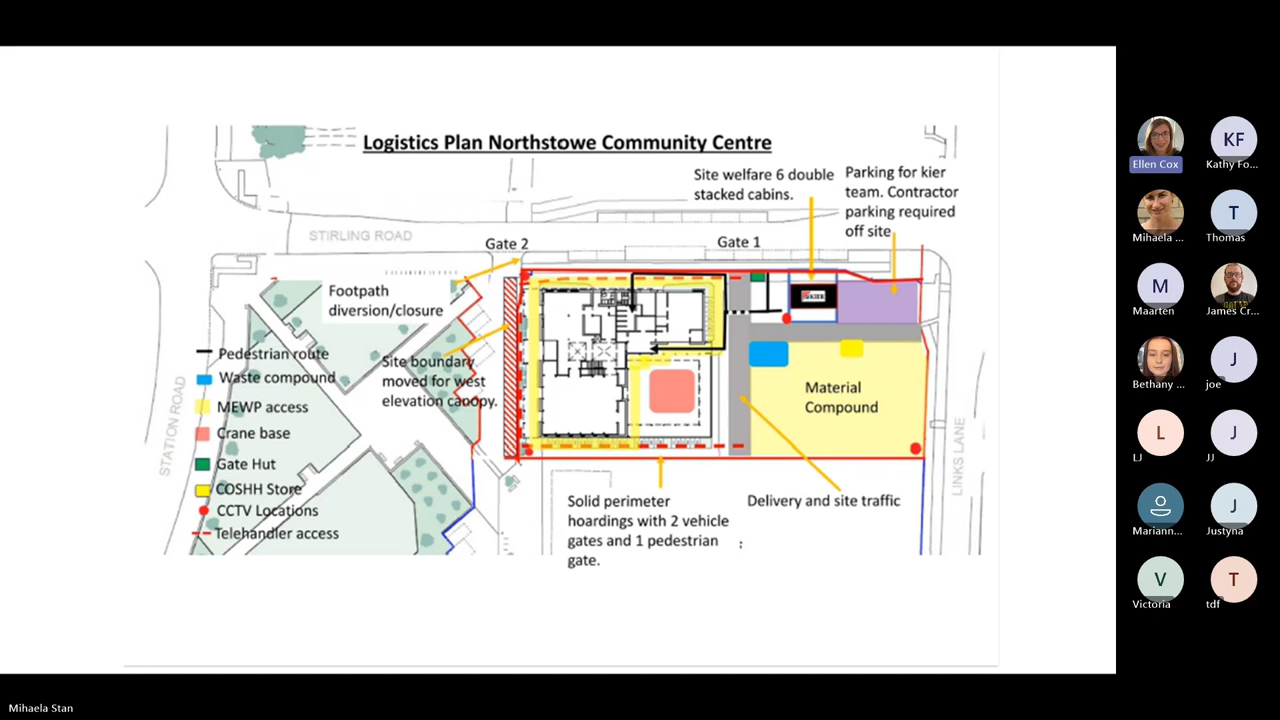 Logistics Plan Northstowe Community Centre
Site welfare 6 double
stacked cabins.
Parking for kier
team. Contractor
parking required
off site
STIRLING ROAD
Gate 2
Gate 1
Footpath
diversion/closure
Site boundary
moved for west
elevation canopy.
Pedestrian route
Waste compound
MEWP access
Crane base
Gate Hut
COSHH Store
CCTV Locations
Telehandler access
STATION ROAD
KIER
Material
Compound
LINKS LANE
Solid perimeter
hoardings with 2 vehicle
gates and 1 pedestrian
gate.
Delivery and site traffic
:
Ellen Cox
KF
Kathy Fo...
Mihaela ...
T
Thomas
M
Maarten
James Cr...
Bethany ...
J
joe
L
LJ
J
JJ
Mariann...
J
Justyna
V
Victoria
T
tdf
Mihaela Stan